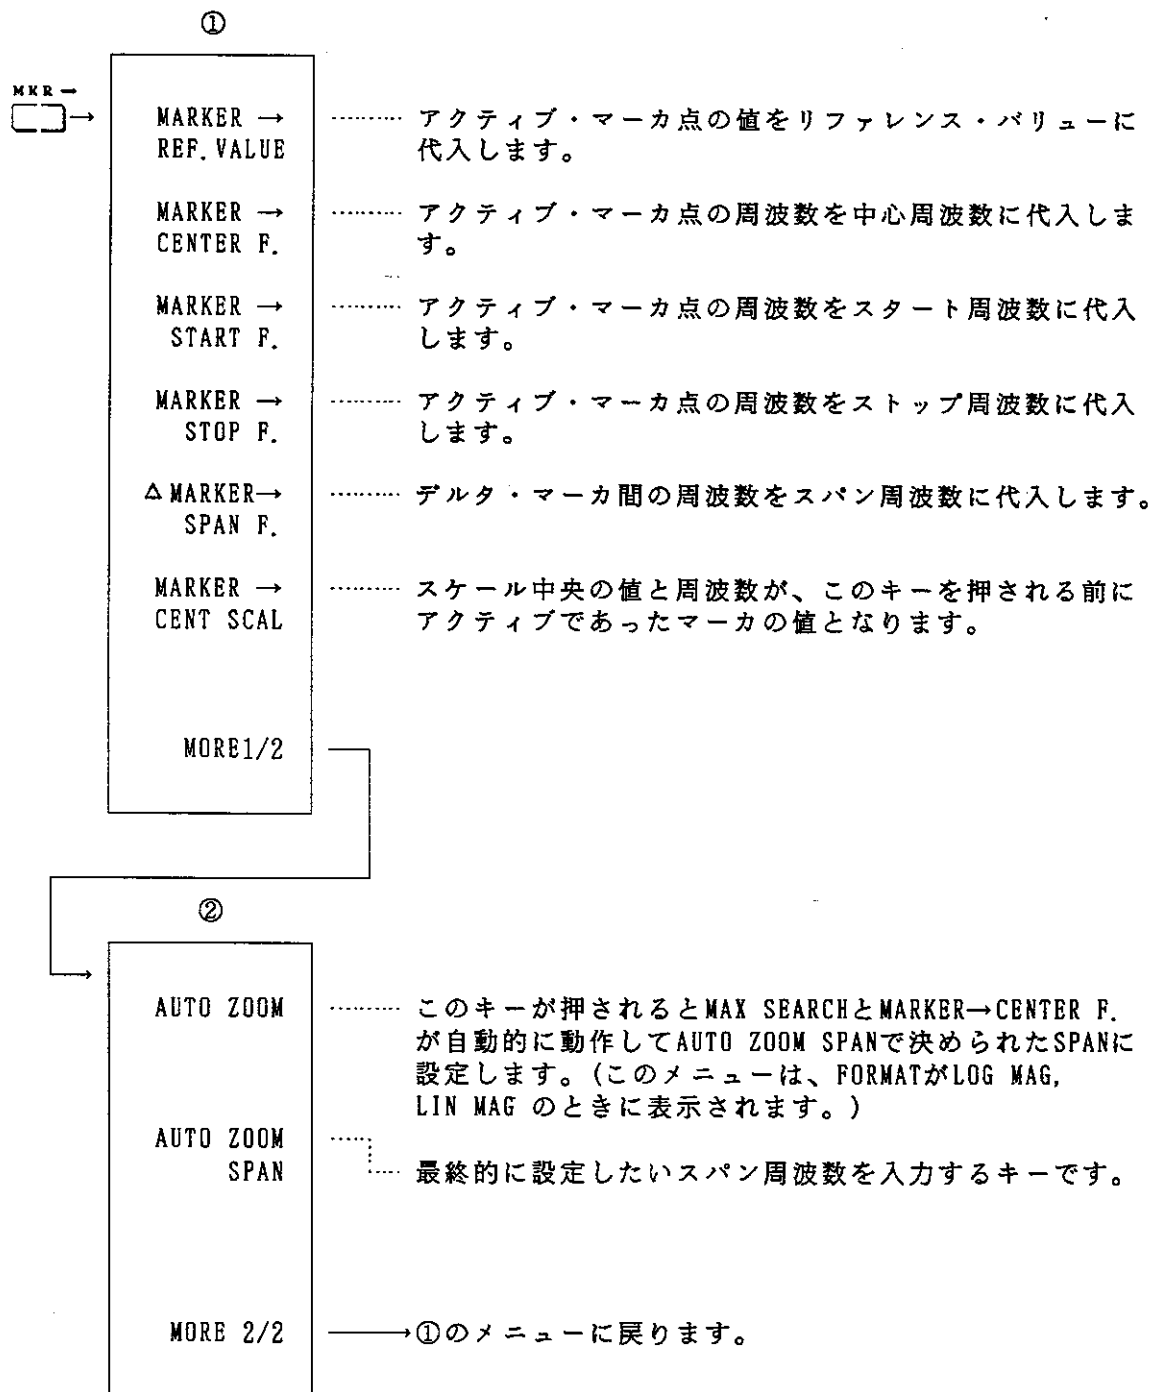 ①
MKR→
MARKER → ……… アクティブ・マーカ点の値をリファレンス・バリューに
REF.VALUE 代入します。
MARKER → ……… アクティブ・マーカ点の周波数を中心周波数に代入しま
CENTER F. す。
MARKER → ……… アクティブ・マーカ点の周波数をスタート周波数に代入
START F. します。
MARKER → ……… アクティブ・マーカ点の周波数をストップ周波数に代入
STOP F. します。
△MARKER→ ……… デルタ・マーカ間の周波数をスパン周波数に代入します。
SPAN F.
MARKER → ……… スケール中央の値と周波数が、このキーを押される前に
CENT SCAL アクティブであったマーカの値となります。
MORE1/2
②
AUTO ZOOM ……… このキーが押されるとMAX SEARCHとMARKER→CENTER F.
が自動的に動作してAUTO ZOOM SPANで決められたSPANに
設定します。(このメニューは、FORMATがLOG MAG,
LIN MAG のときに表示されます。)
AUTO ZOOM
SPAN …… 最終的に設定したいスパン周波数を入力するキーです。
MORE 2/2 →①のメニューに戻ります。